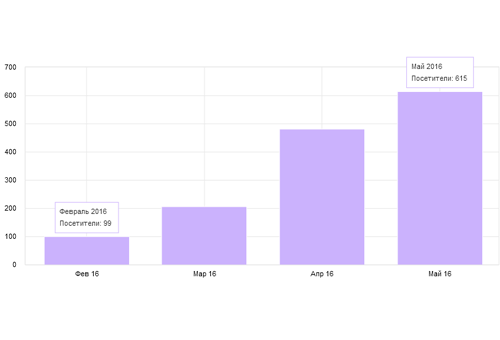 Май 2016
Посетители: 615
700
600
500
400
300
200
100
0
Февраль 2016
Посетители: 99
Фев 16
Мар 16
Апр 16
Май 16